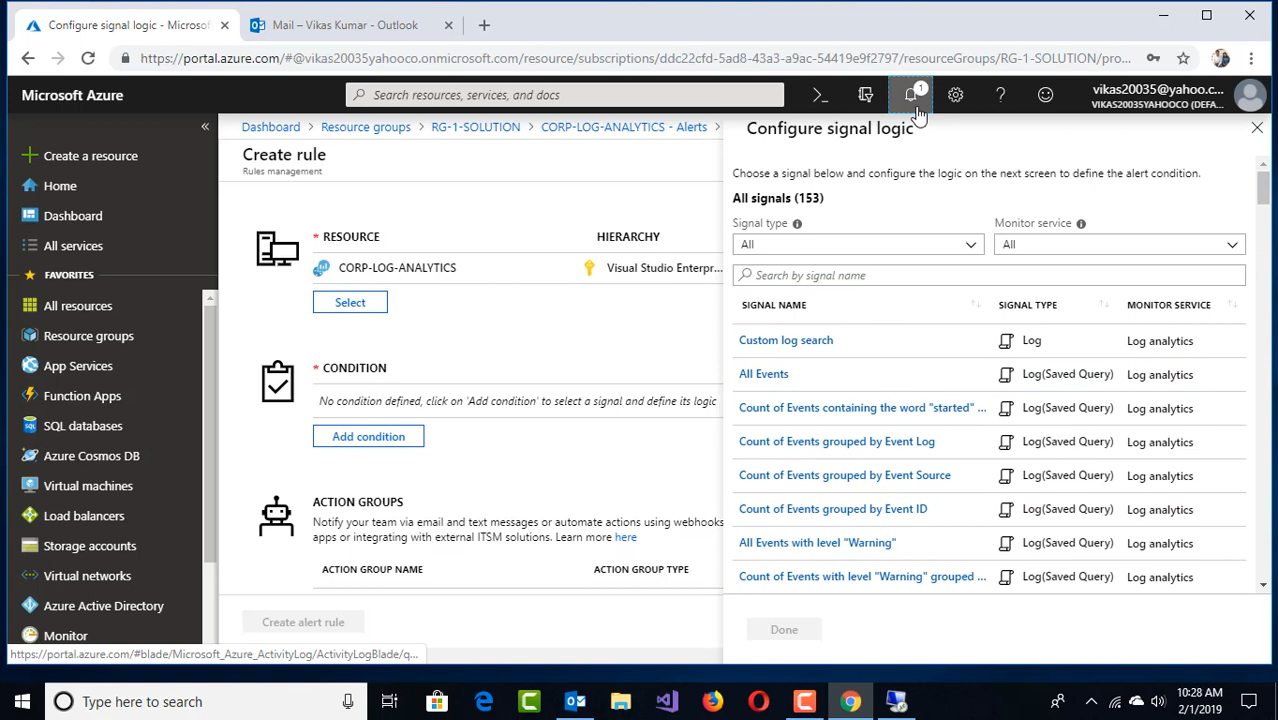 Configure signal logic - Microsof
Mail – Vikas Kumar - Outlook
https://portal.azure.com/#@vikas20035yahooco.onmicrosoft.com/resource/subscriptions/ddc22cfd-5ad8-43a3-a9ac-54419e9f2797/resourceGroups/RG-1-SOLUTION/pro...
Microsoft Azure
Search resources, services, and docs
1
vikas20035@yahoo.c...
VIKAS20035YAHOOCO (DEFA...
Create a resource
Home
Dashboard
All services
FAVORITES
All resources
Resource groups
App Services
Function Apps
SQL databases
Azure Cosmos DB
Virtual machines
Load balancers
Storage accounts
Virtual networks
Azure Active Directory
Monitor
Dashboard > Resource groups > RG-1-SOLUTION > CORP-LOG-ANALYTICS - Alerts >
Create rule
Rules management
* RESOURCE
HIERARCHY
CORP-LOG-ANALYTICS
Visual Studio Enterpr...
Select
* CONDITION
No condition defined, click on 'Add condition' to select a signal and define its logic
Add condition
ACTION GROUPS
Notify your team via email and text messages or automate actions using webhooks
apps or integrating with external ITSM solutions. Learn more here
ACTION GROUP NAME
ACTION GROUP TYPE
Create alert rule
Configure signal logic
Choose a signal below and configure the logic on the next screen to define the alert condition.
All signals (153)
Signal type
Monitor service
All
All
Search by signal name
SIGNAL NAME SIGNAL TYPE MONITOR SERVICE
Custom log search Log Log analytics
All Events Log(Saved Query) Log analytics
Count of Events containing the word "started" ... Log(Saved Query) Log analytics
Count of Events grouped by Event Log Log(Saved Query) Log analytics
Count of Events grouped by Event Source Log(Saved Query) Log analytics
Count of Events grouped by Event ID Log(Saved Query) Log analytics
All Events with level "Warning" Log(Saved Query) Log analytics
Count of Events with level "Warning" grouped ... Log(Saved Query) Log analytics
Done
https://portal.azure.com/#blade/Microsoft_Azure_ActivityLog/ActivityLogBlade/q...
Type here to search
10:28 AM
2/1/2019